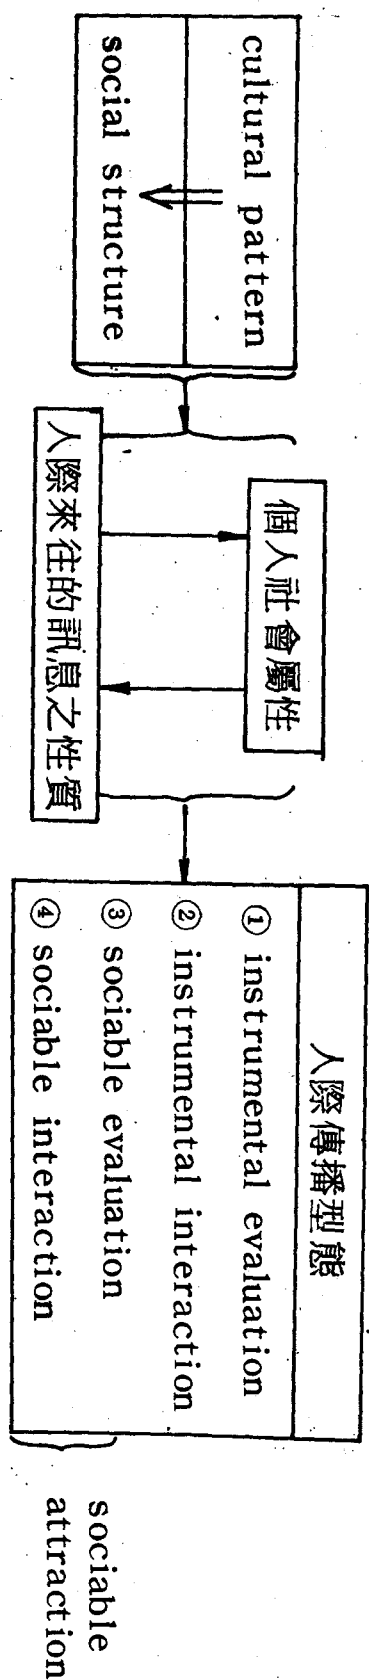 cultural pattern
social structure
個人社會屬性
人際來往的訊息之性質
人際傳播型態
① instrumental evaluation
② instrumental interaction
③ sociable evaluation
④ sociable interaction
sociable
attraction